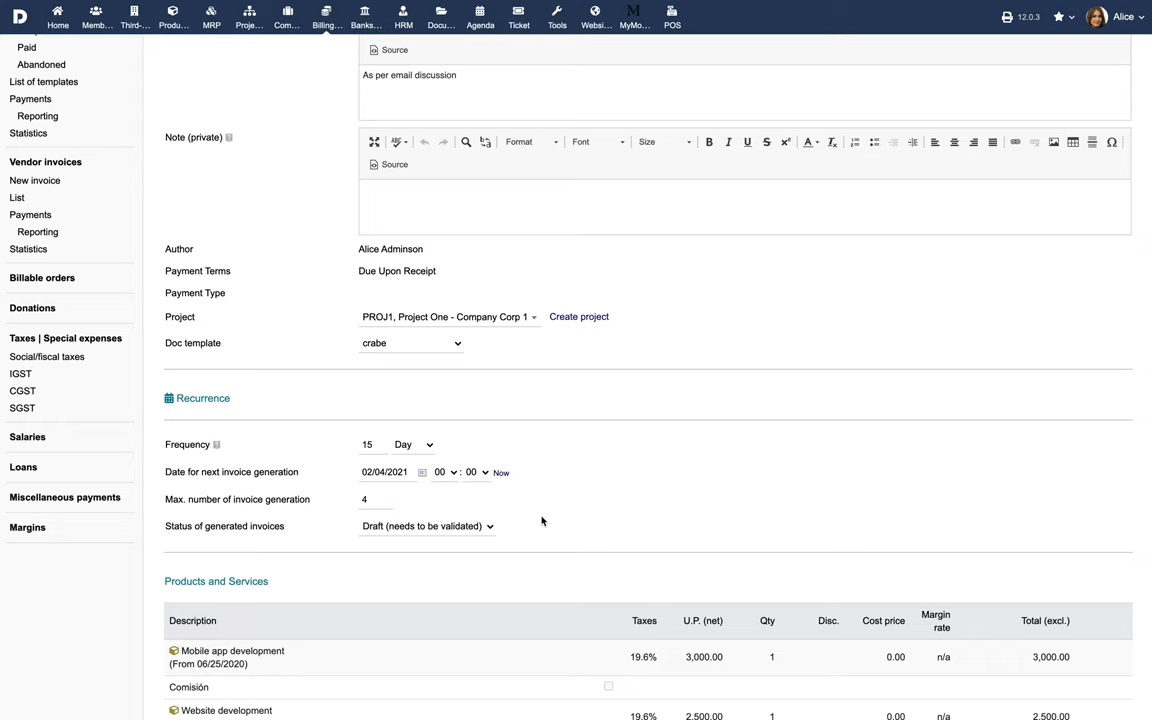 D Home Memb... Third-... Produ... MRP Proje... Com... Billing... Banks... HRM Docu... Agenda Ticket Tools Websi... MyMo... POS 12.0.3 Alice
Paid
Abandoned
List of templates
Payments
Reporting
Statistics
Vendor invoices
New invoice
List
Payments
Reporting
Statistics
Billable orders
Donations
Taxes | Special expenses
Social/fiscal taxes
IGST
CGST
SGST
Salaries
Loans
Miscellaneous payments
Margins
Source
As per email discussion
Note (private)
Format Font Size B I U S
Source
Author Alice Adminson
Payment Terms Due Upon Receipt
Payment Type
Project PROJ1, Project One - Company Corp 1 Create project
Doc template crabe
Recurrence
Frequency 15 Day
Date for next invoice generation 02/04/2021 00 : 00 Now
Max. number of invoice generation 4
Status of generated invoices Draft (needs to be validated)
Products and Services
Description Taxes U.P. (net) Qty Disc. Cost price Margin rate Total (excl.)
Mobile app development
(From 06/25/2020) 19.6% 3,000.00 1 0.00 n/a 3,000.00
Comisión
Website development
19.6% 2,500.00 1 0.00 n/a 2,500.00